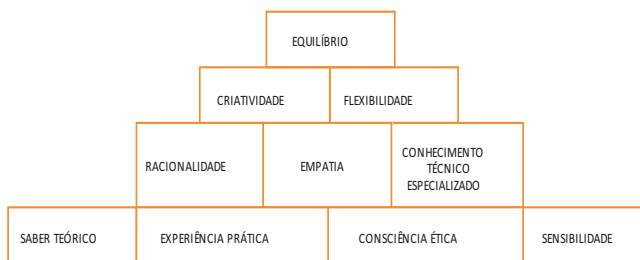 EQUILÍBRIO
CRIATIVIDADE
FLEXIBILIDADE
RACIONALIDADE
EMPATIA
CONHECIMENTO
TÉCNICO
ESPECIALIZADO
SABER TEÓRICO
EXPERIÊNCIA PRÁTICA
CONSCIÊNCIA ÉTICA
SENSIBILIDADE